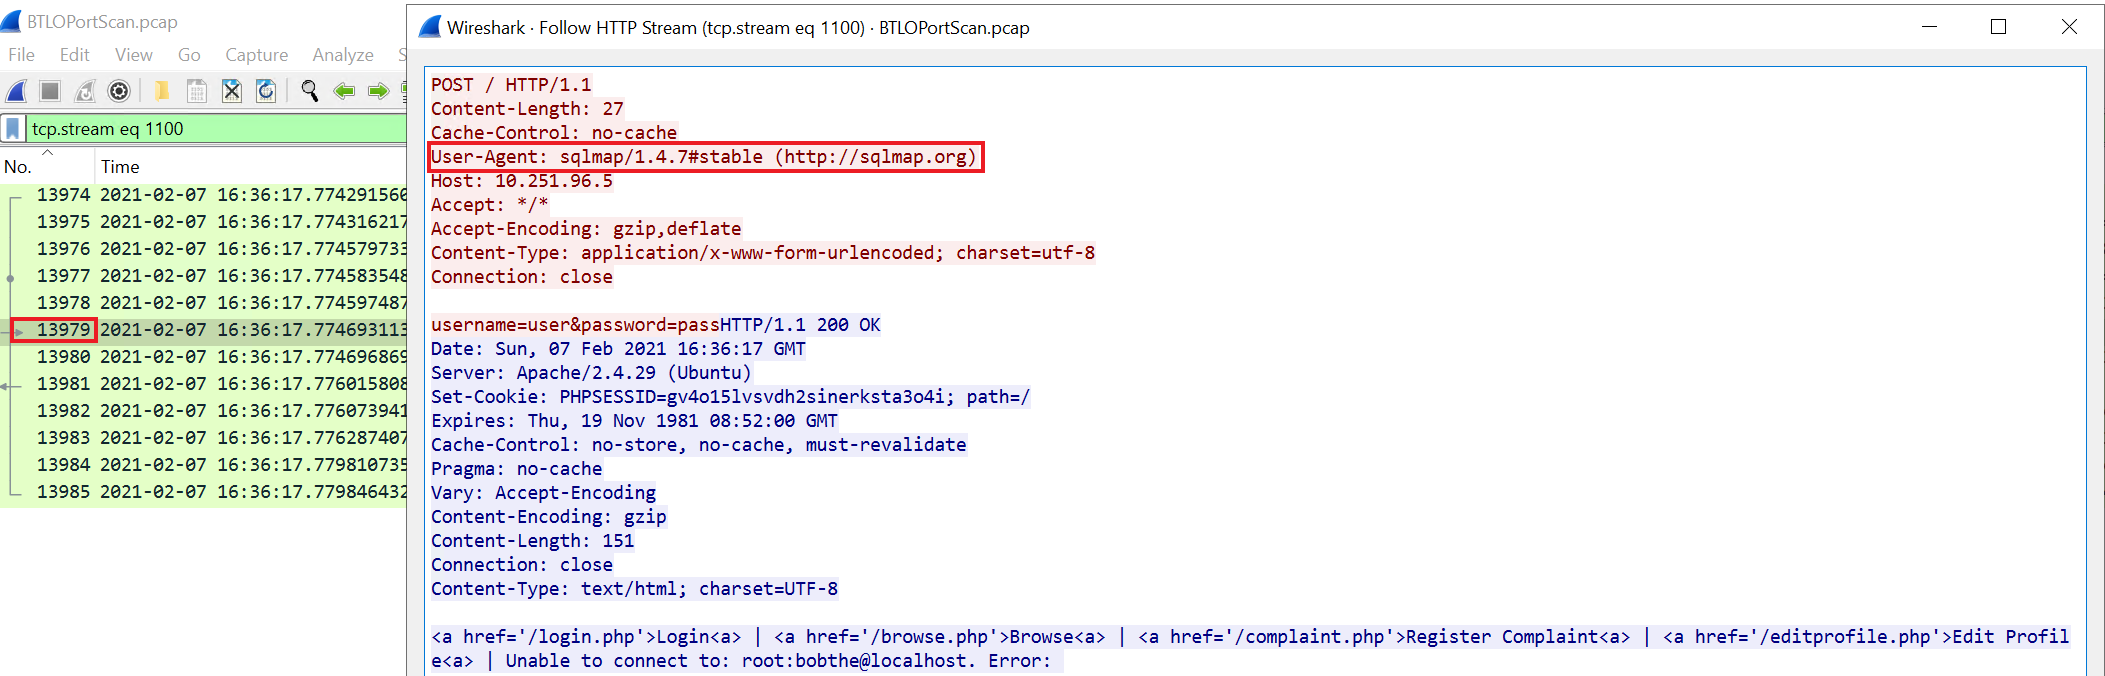 BTLOPortScan.pcap
File Edit View Go Capture Analyze S
tcp.stream eq 1100
No. Time
13974 2021-02-07 16:36:17.774291560
13975 2021-02-07 16:36:17.774316217
13976 2021-02-07 16:36:17.774579733
13977 2021-02-07 16:36:17.774583548
13978 2021-02-07 16:36:17.774597487
13979 2021-02-07 16:36:17.774693113
13980 2021-02-07 16:36:17.774696869
13981 2021-02-07 16:36:17.776015808
13982 2021-02-07 16:36:17.776073941
13983 2021-02-07 16:36:17.776287407
13984 2021-02-07 16:36:17.779810735
13985 2021-02-07 16:36:17.779846432
Wireshark · Follow HTTP Stream (tcp.stream eq 1100) · BTLOPortScan.pcap
POST / HTTP/1.1
Content-Length: 27
Cache-Control: no-cache
User-Agent: sqlmap/1.4.7#stable (http://sqlmap.org)
Host: 10.251.96.5
Accept: */*
Accept-Encoding: gzip,deflate
Content-Type: application/x-www-form-urlencoded; charset=utf-8
Connection: close
username=user&password=passHTTP/1.1 200 OK
Date: Sun, 07 Feb 2021 16:36:17 GMT
Server: Apache/2.4.29 (Ubuntu)
Set-Cookie: PHPSESSID=gv4o15lvsvdh2sinerksta3o4i; path=/
Expires: Thu, 19 Nov 1981 08:52:00 GMT
Cache-Control: no-store, no-cache, must-revalidate
Pragma: no-cache
Vary: Accept-Encoding
Content-Encoding: gzip
Content-Length: 151
Connection: close
Content-Type: text/html; charset=UTF-8
<a href='/login.php'>Login<a> | <a href='/browse.php'>Browse<a> | <a href='/complaint.php'>Register Complaint<a> | <a href='/editprofile.php'>Edit Profil
e<a> | Unable to connect to: root:bobthe@localhost. Error: